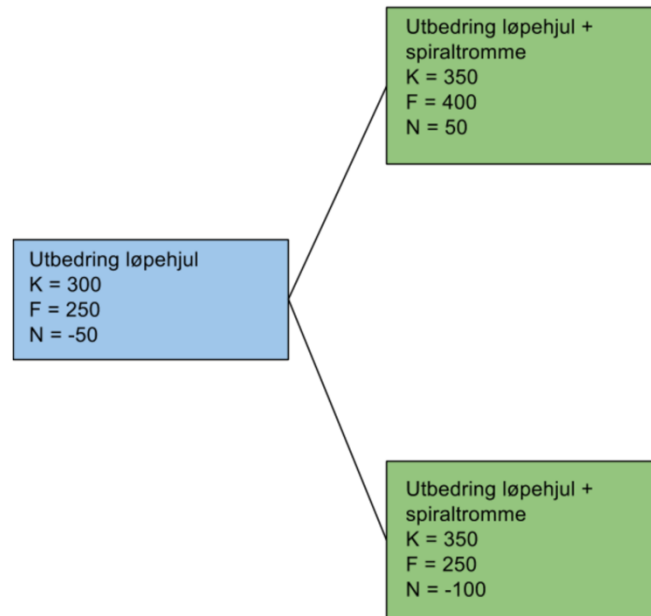 Utbedring løpehjul +
spiraltromme
K = 350
F = 400
N = 50
Utbedring løpehjul
K = 300
F = 250
N = -50
Utbedring løpehjul +
spiraltromme
K = 350
F = 250
N = -100